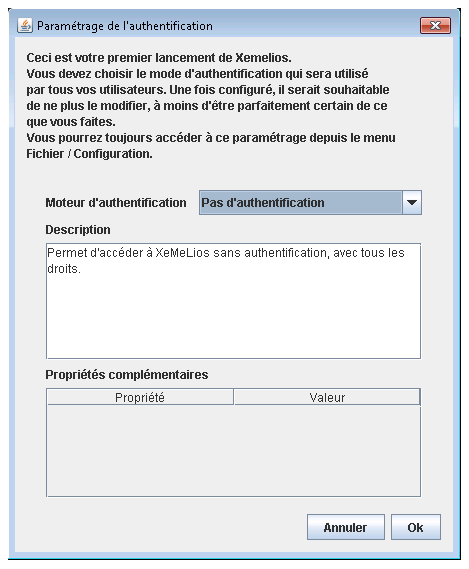 Paramétrage de l'authentification
Ceci est votre premier lancement de Xemelios.
Vous devez choisir le mode d'authentification qui sera utilisé
par tous vos utilisateurs. Une fois configuré, il serait souhaitable
de ne plus le modifier, à moins d'être parfaitement certain de ce
que vous faites.
Vous pourrez toujours accéder à ce paramétrage depuis le menu
Fichier / Configuration.
Moteur d'authentification Pas d'authentification
Description
Permet d'accéder à XeMeLios sans authentification, avec tous les
droits.
Propriétés complémentaires
Propriété Valeur
Annuler Ok